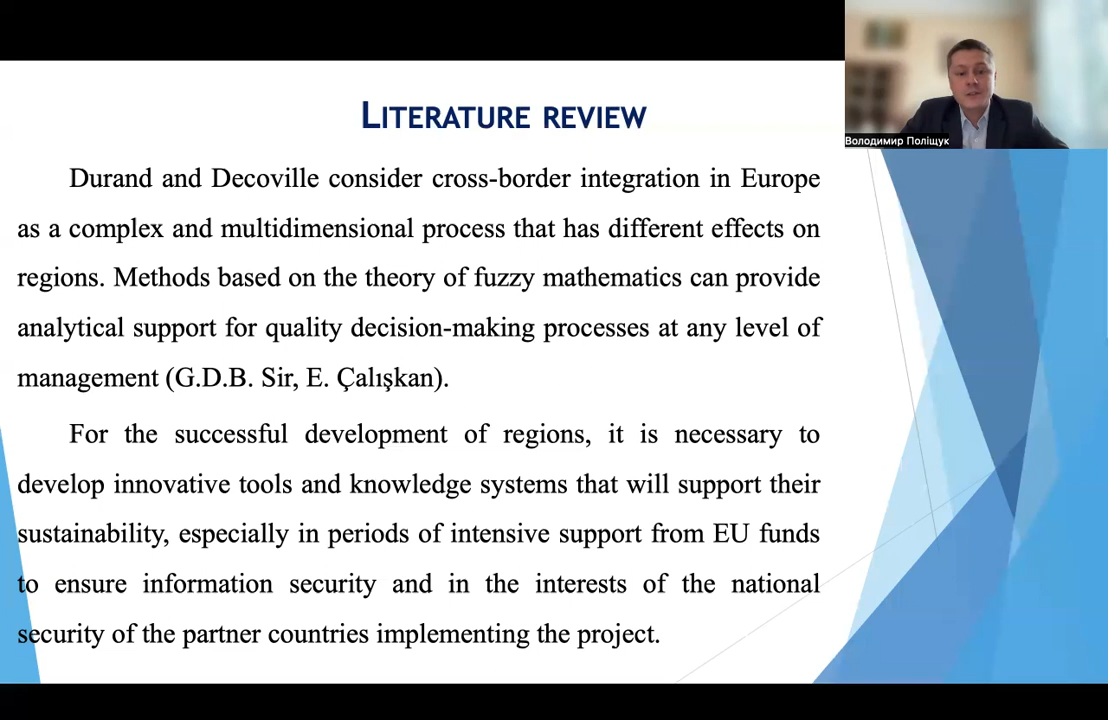 LITERATURE REVIEW
Володимир Поліщук
Durand and Decoville consider cross-border integration in Europe
as a complex and multidimensional process that has different effects on
regions. Methods based on the theory of fuzzy mathematics can provide
analytical support for quality decision-making processes at any level of
management (G.D.B. Sir, E. Çalışkan).
For the successful development of regions, it is necessary to
develop innovative tools and knowledge systems that will support their
sustainability, especially in periods of intensive support from EU funds
to ensure information security and in the interests of the national
security of the partner countries implementing the project.